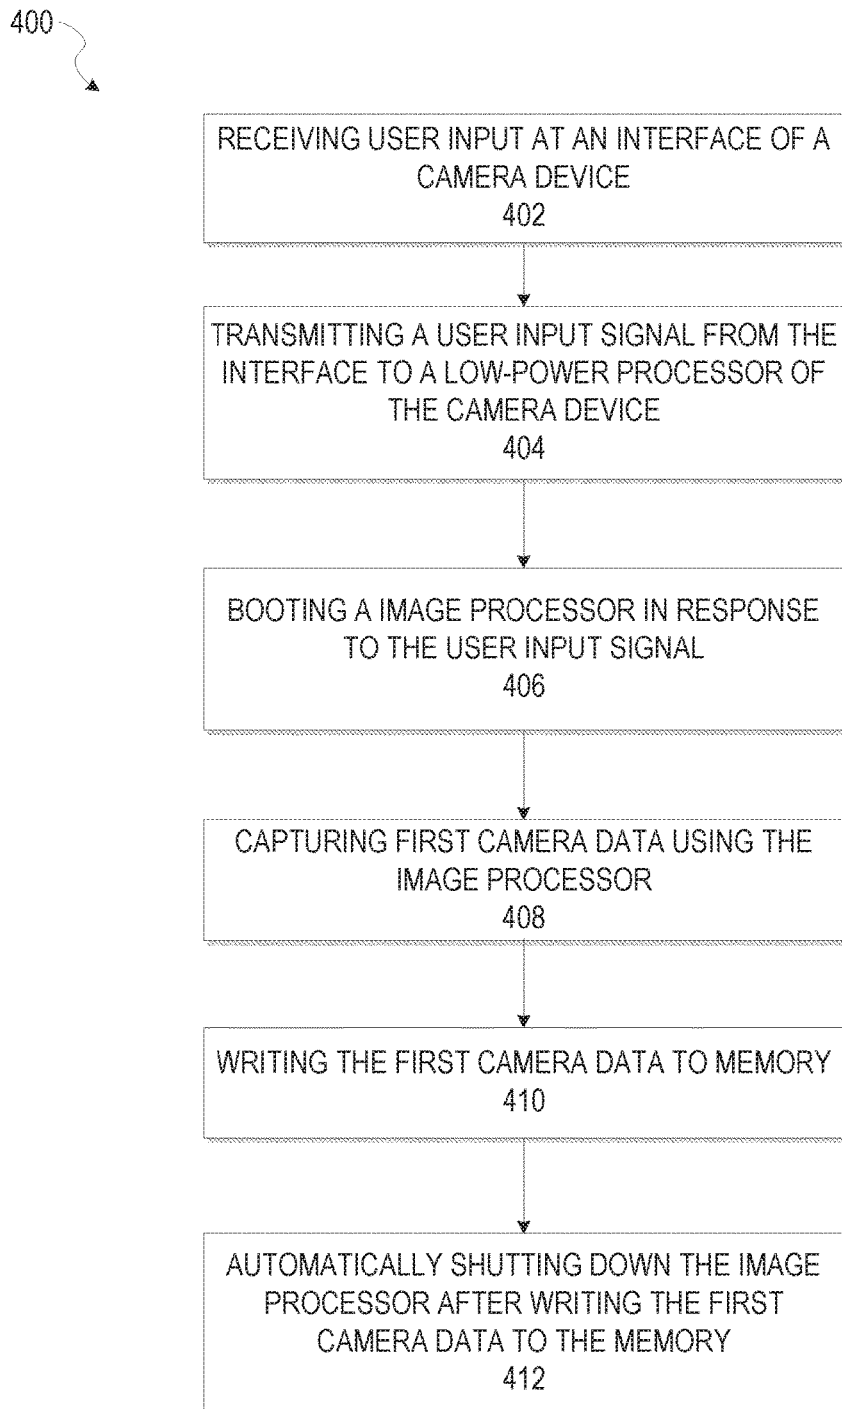 400
RECEIVING USER INPUT AT AN INTERFACE OF A
CAMERA DEVICE
402
TRANSMITTING A USER INPUT SIGNAL FROM THE
INTERFACE TO A LOW-POWER PROCESSOR OF
THE CAMERA DEVICE
404
BOOTING A IMAGE PROCESSOR IN RESPONSE
TO THE USER INPUT SIGNAL
406
CAPTURING FIRST CAMERA DATA USING THE
IMAGE PROCESSOR
408
WRITING THE FIRST CAMERA DATA TO MEMORY
410
AUTOMATICALLY SHUTTING DOWN THE IMAGE
PROCESSOR AFTER WRITING THE FIRST
CAMERA DATA TO THE MEMORY
412